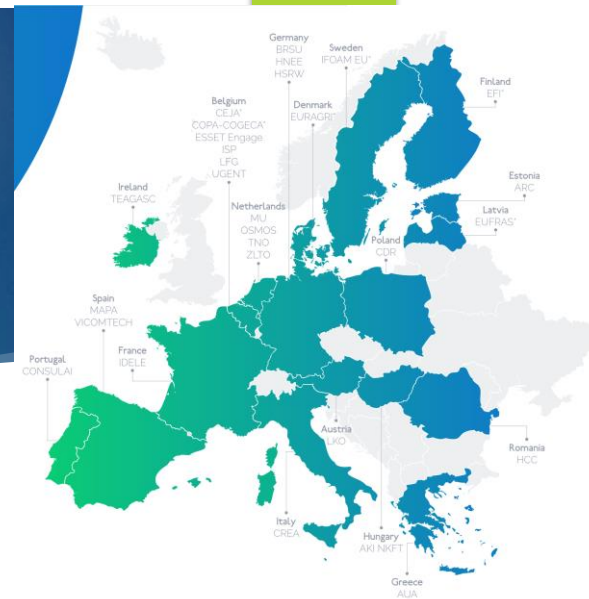 Germany
BRSU
HNEE
HSRW
Sweden
IFOAM EU*
Finland
EFI*
Belgium
CEJA*
COPA-COGECA*
ESSET Engage
ISP
LFG
UGENT
Denmark
EURAGRI*
Estonia
ARC
Ireland
TEAGASC
Latvia
EUFRAS*
Netherlands
MU
OSMOS
TNO
ZLTO
Poland
CDR
Spain
MAPA
VICOMTECH
Portugal
CONSULAI
France
IDELE
Austria
LKO
Romania
HCC
Italy
CREA
Hungary
AKI NKFT
Greece
AUA